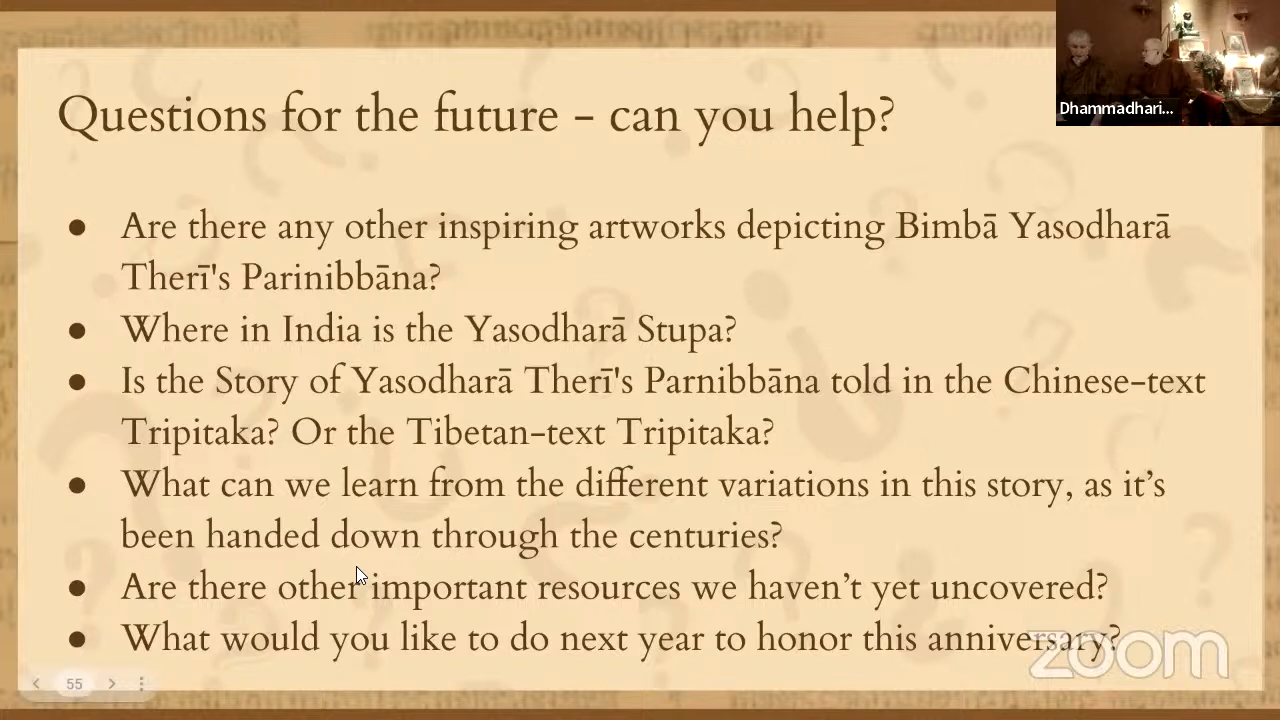 Questions for the future - can you help?
Dhammadhari...
● Are there any other inspiring artworks depicting Bimbā Yasodharā
Therī's Parinibbāna?
● Where in India is the Yasodharā Stupa?
● Is the Story of Yasodharā Therī's Parnibbāna told in the Chinese-text
Tripitaka? Or the Tibetan-text Tripitaka?
● What can we learn from the different variations in this story, as it’s
been handed down through the centuries?
● Are there other important resources we haven’t yet uncovered?
● What would you like to do next year to honor this anniversary?
zoom
55